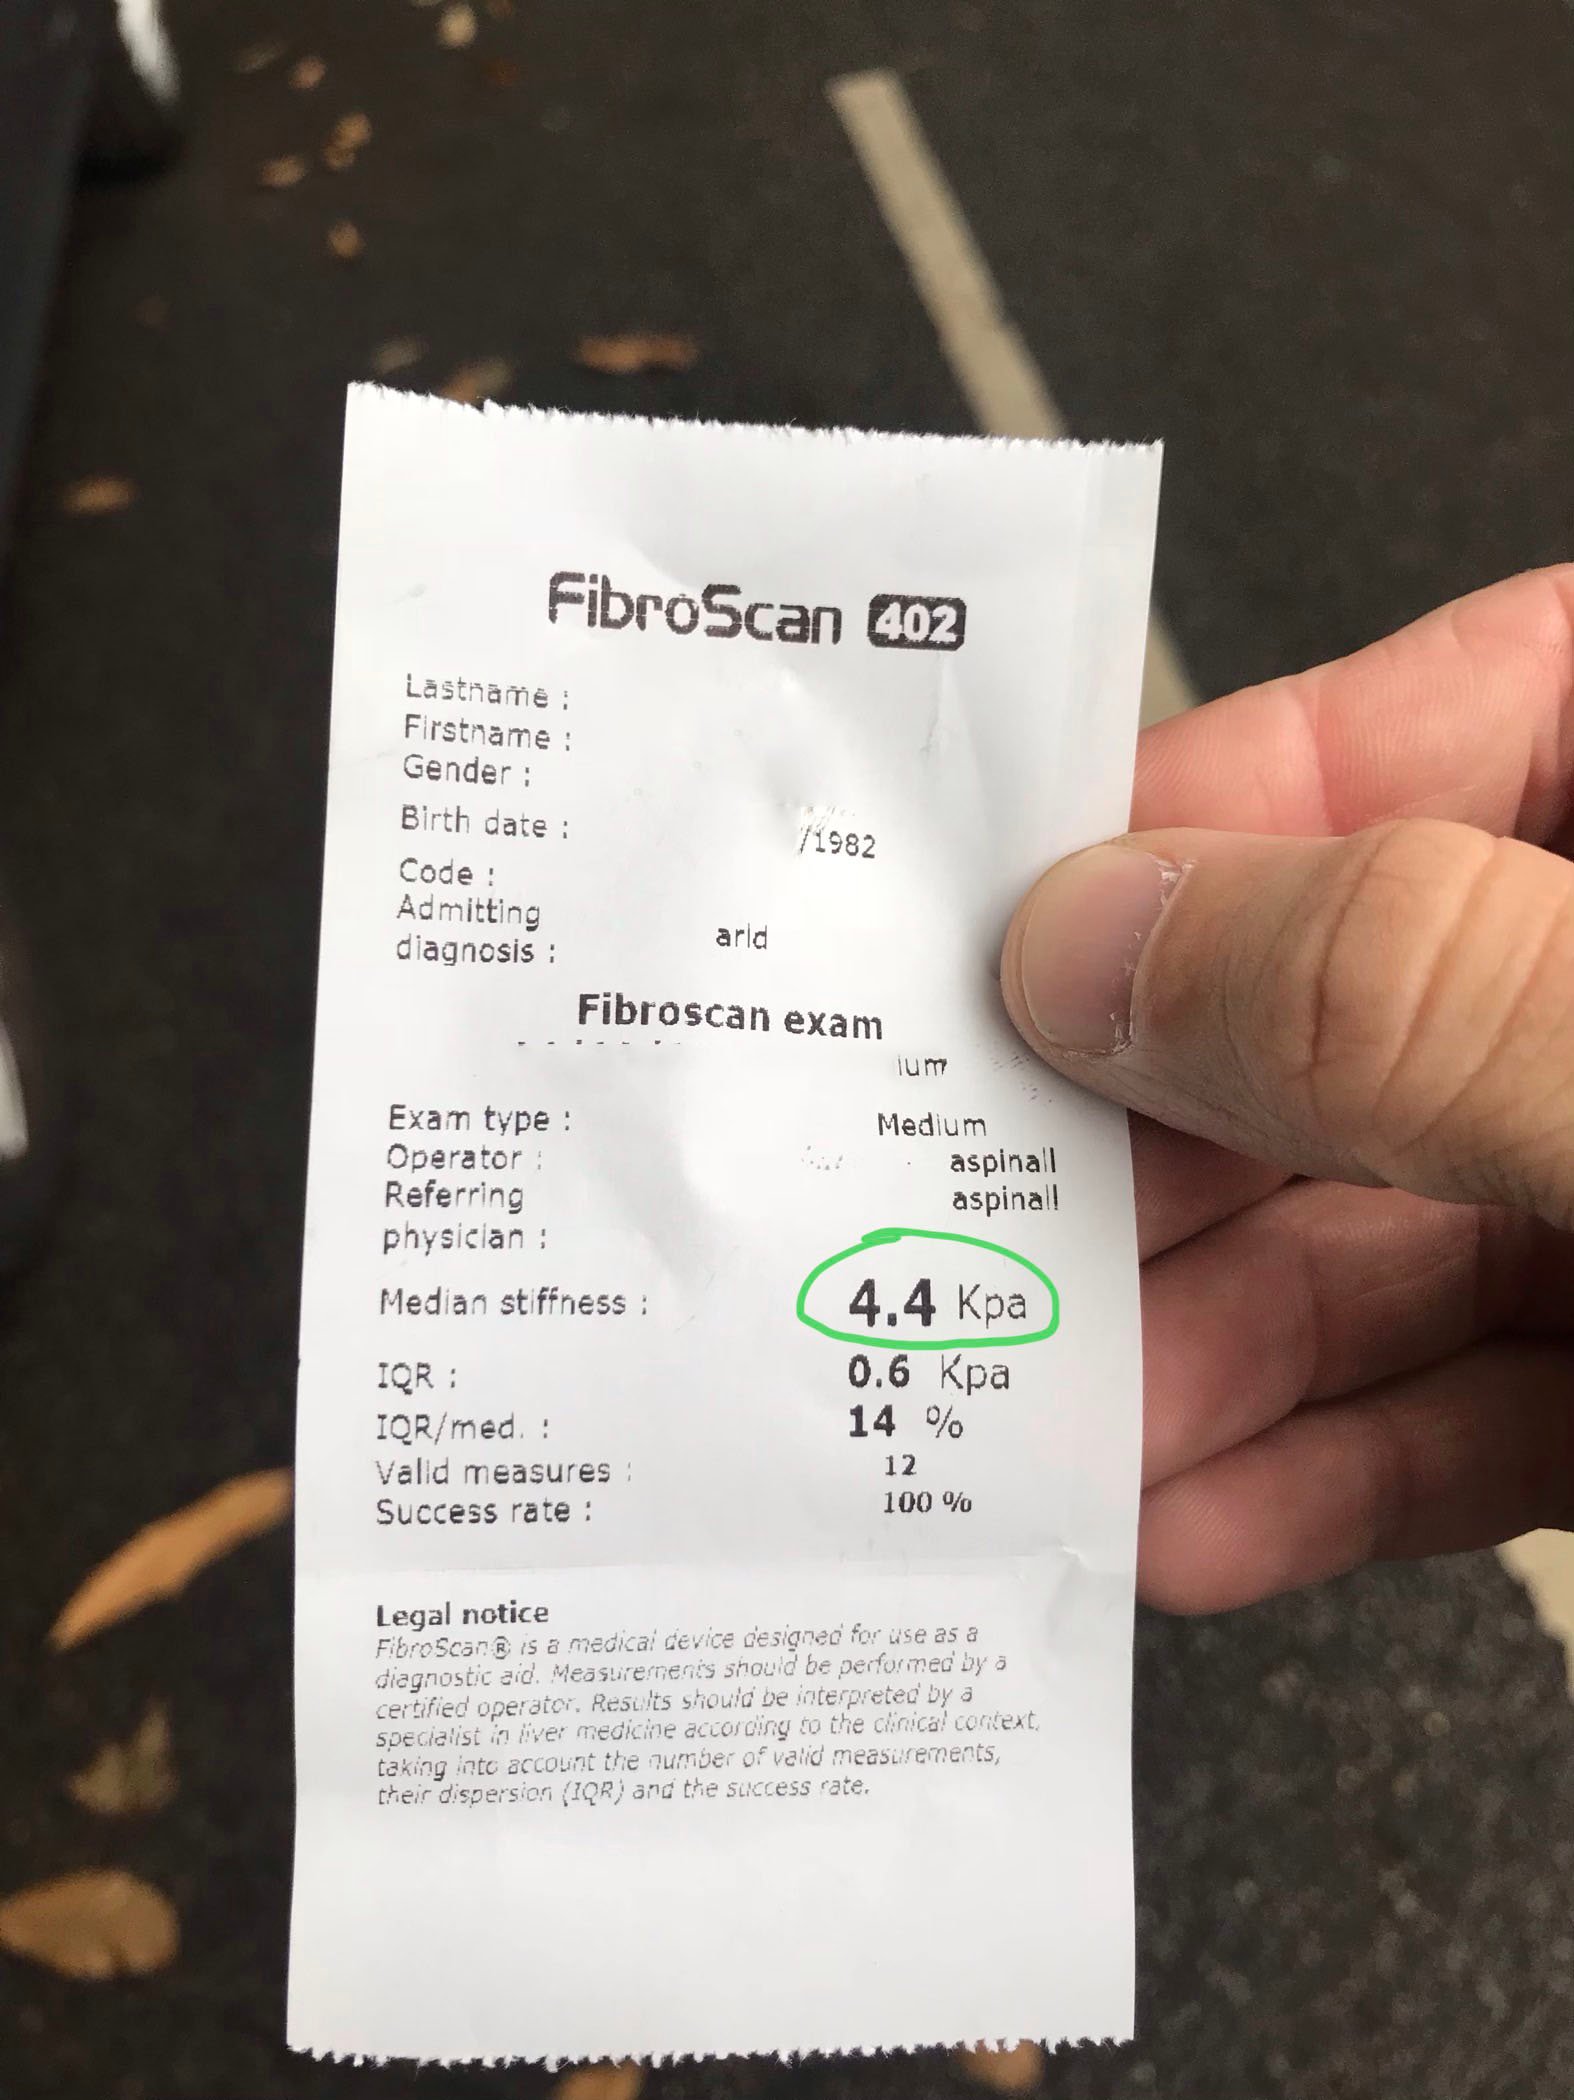 FibroScan 402
Lastname :
Firstname :
Gender :
Birth date : /1982
Code :
Admitting
diagnosis : arld
Fibroscan exam
ium
Exam type : Medium
Operator : aspinall
Referring aspinall
physician :
Median stiffness : 4.4 Kpa
IQR : 0.6 Kpa
IQR/med. : 14 %
Valid measures : 12
Success rate : 100 %
Legal notice
FibroScan® is a medical device designed for use as a
diagnostic aid. Measurements should be performed by a
certified operator. Results should be interpreted by a
specialist in liver medicine according to the clinical context,
taking into account the number of valid measurements,
their dispersion (IQR) and the success rate.